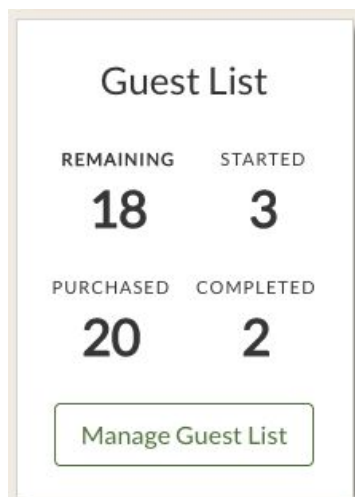 Guest List
REMAINING STARTED
18 3
PURCHASED COMPLETED
20 2
Manage Guest List